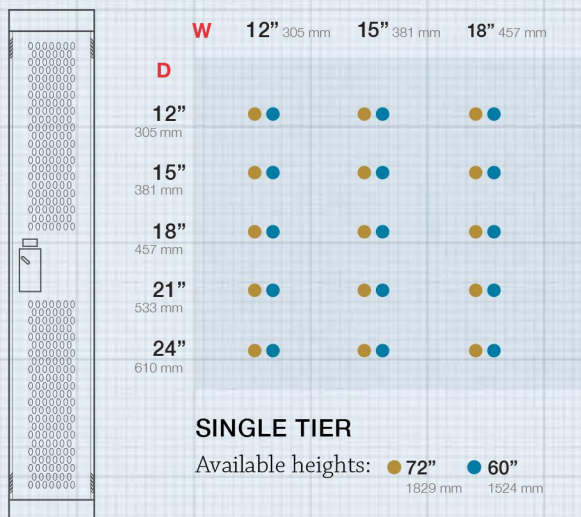 W 12” 305 mm 15” 381 mm 18” 457 mm
D
12”
305 mm
15”
381 mm
18”
457 mm
21”
533 mm
24”
610 mm
SINGLE TIER
Available heights: 72” 60”
1829 mm 1524 mm